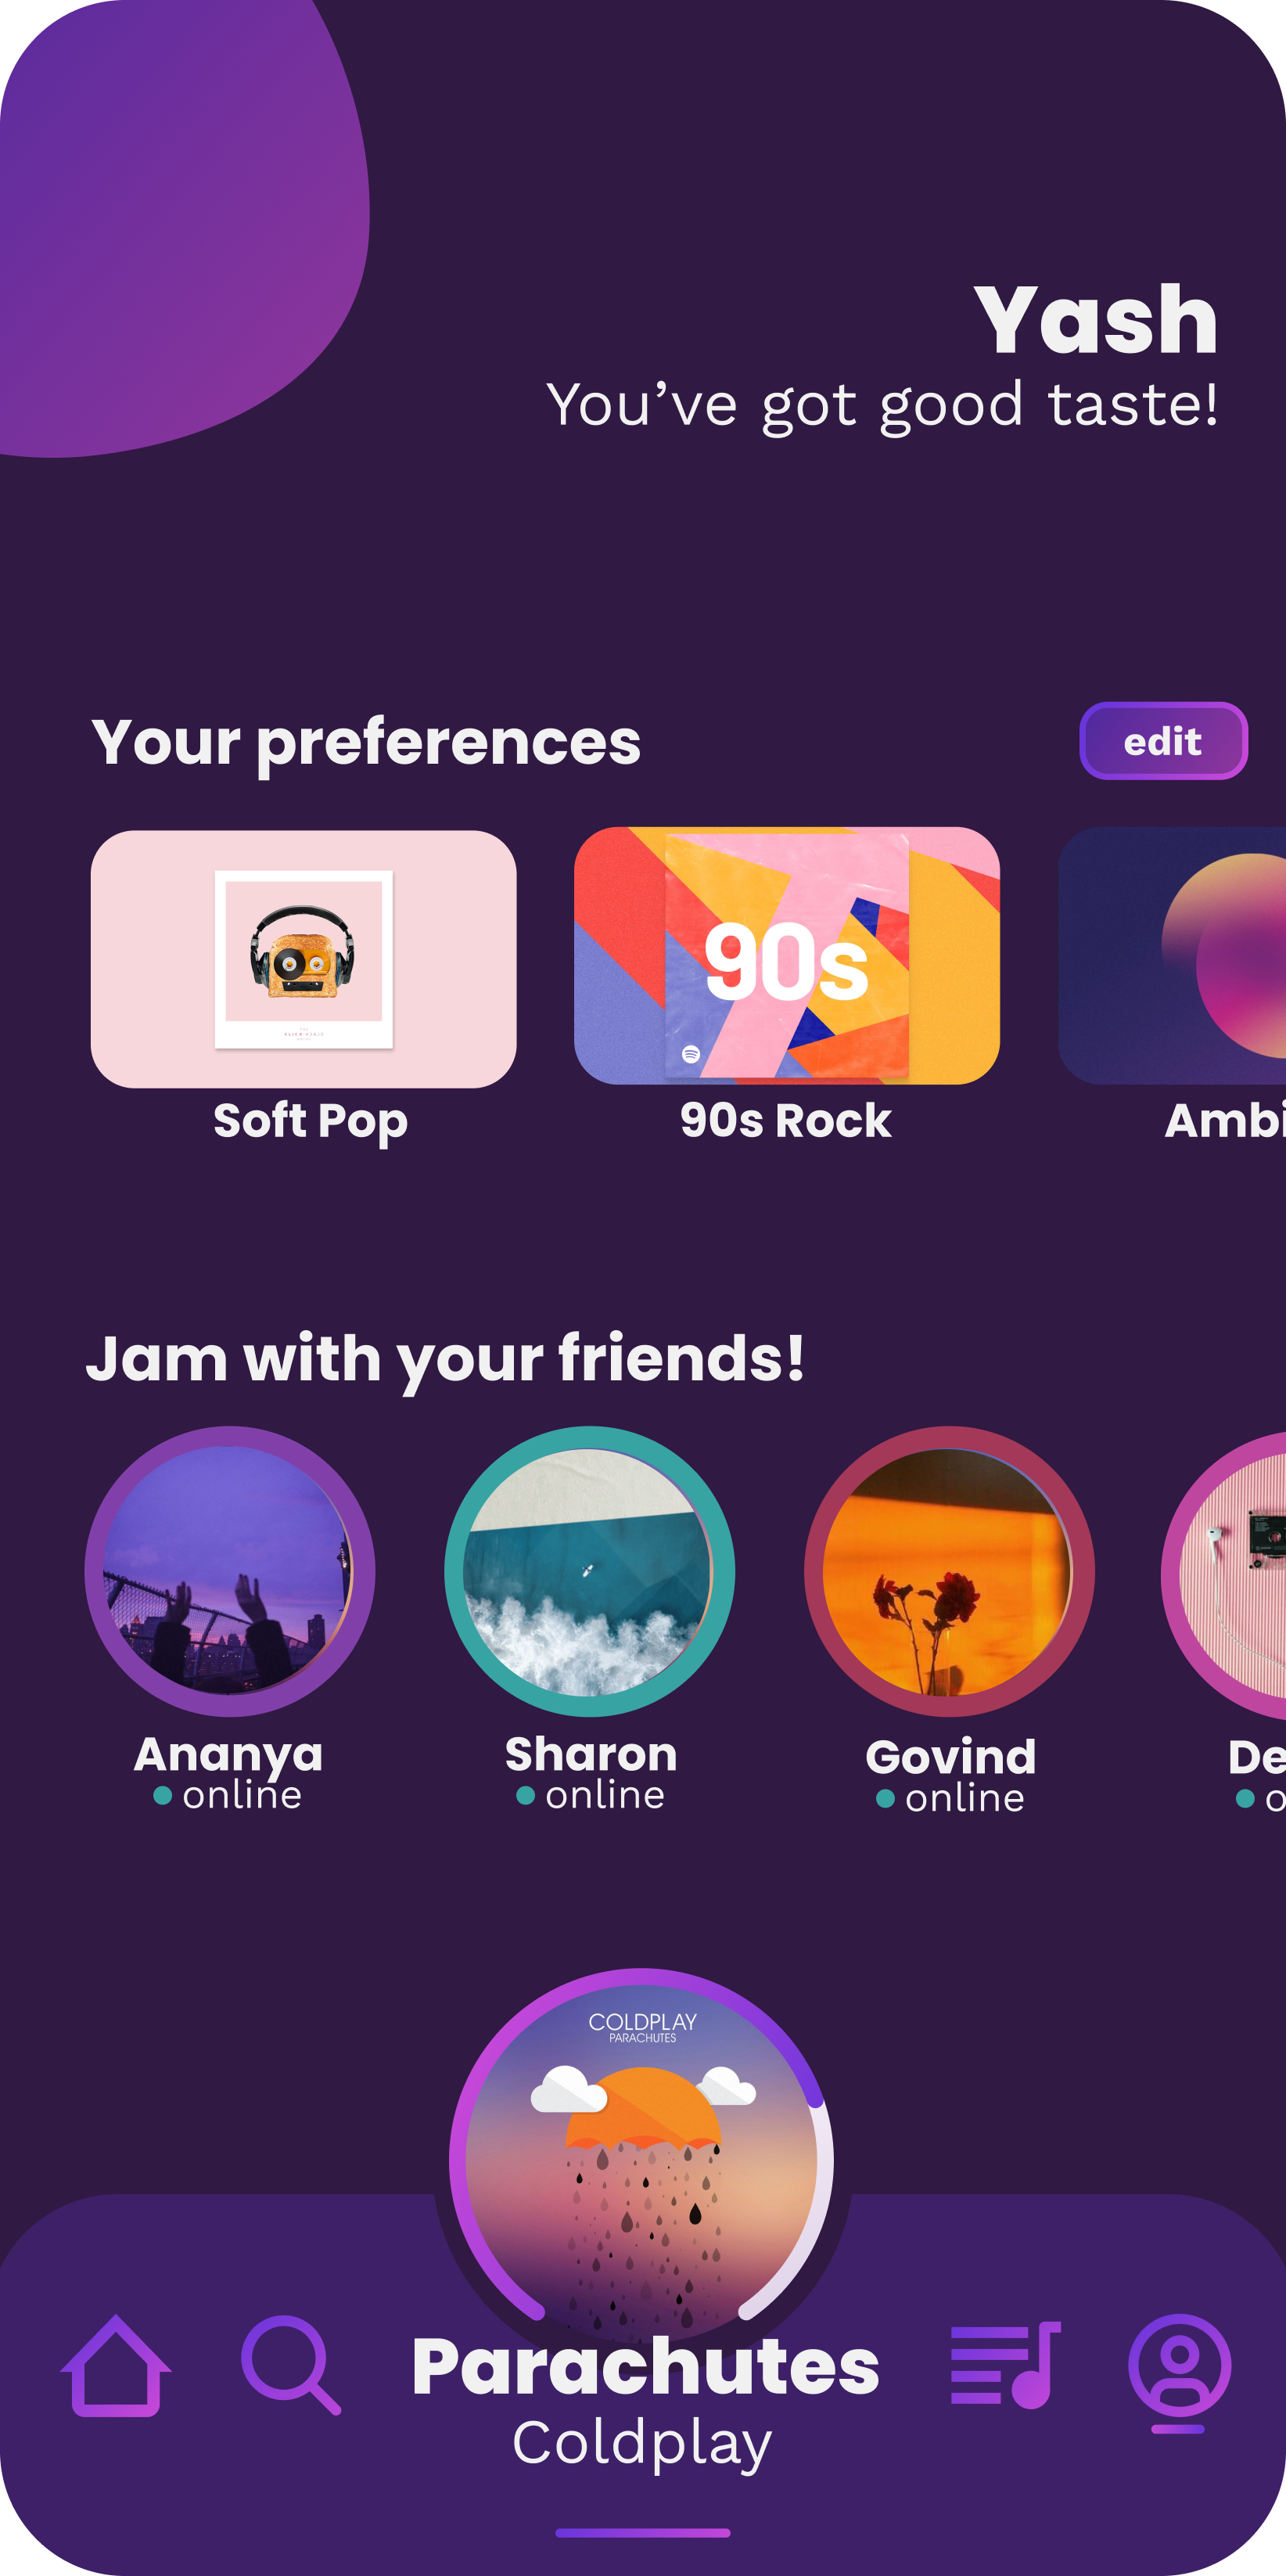 Yash
You’ve got good taste!
Your preferences
edit
90s
Soft Pop
90s Rock
Ambi
Jam with your friends!
Ananya
online
Sharon
online
Govind
online
De
o
COLDPLAY
PARACHUTES
Parachutes
Coldplay